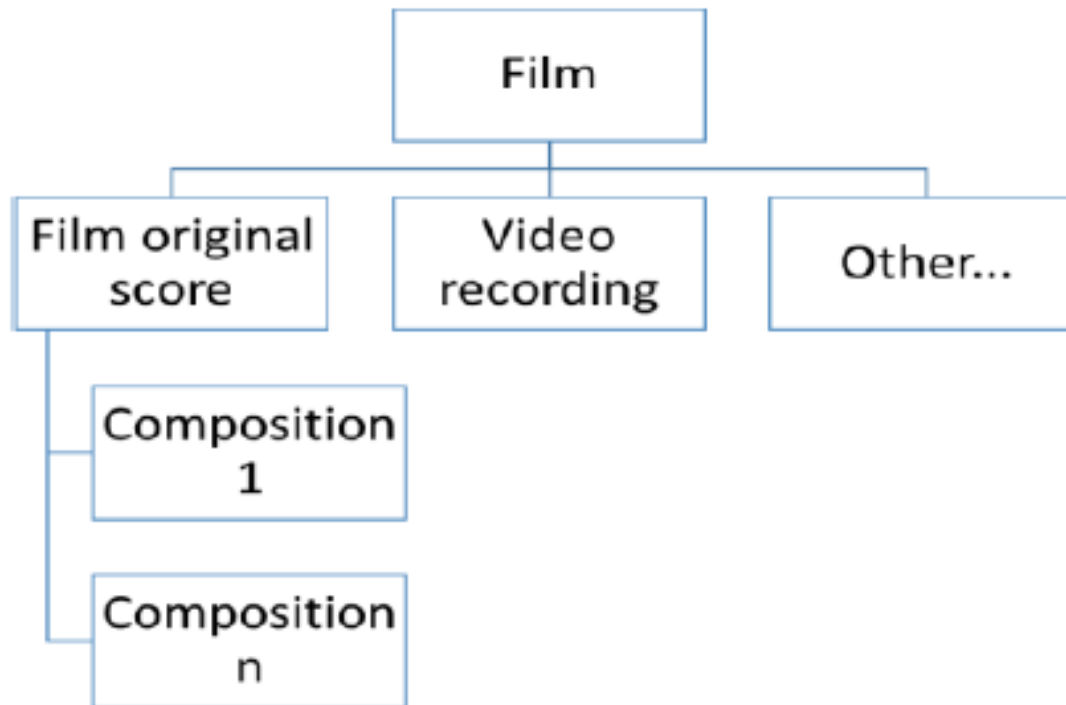 Film
Film original
score
Video
recording
Other...
Composition
1
Composition
n